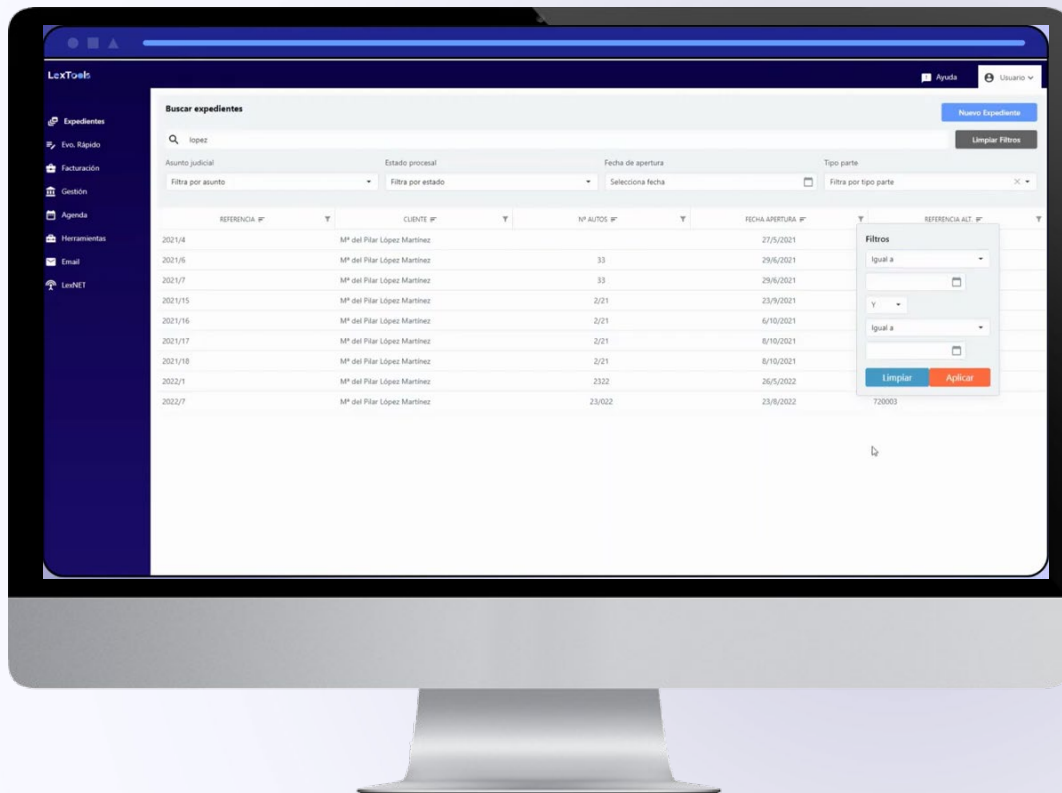 LexTools
Ayuda
Usuario
Expedientes
Evo. Rápido
Facturación
Gestión
Agenda
Herramientas
Email
LexNET
Buscar expedientes
Nuevo Expediente
lopez
Limpiar Filtros
Asunto judicial Estado procesal Fecha de apertura Tipo parte
Filtra por asunto Filtra por estado Selecciona fecha Filtra por tipo parte
REFERENCIA CLIENTE Nº AUTOS FECHA APERTURA REFERENCIA ALT.
2021/4 Mª del Pilar López Martínez 27/5/2021
2021/6 Mª del Pilar López Martínez 33 29/6/2021
2021/7 Mª del Pilar López Martínez 33 29/6/2021
2021/15 Mª del Pilar López Martínez 2/21 23/9/2021
2021/16 Mª del Pilar López Martínez 2/21 6/10/2021
2021/17 Mª del Pilar López Martínez 2/21 8/10/2021
2021/18 Mª del Pilar López Martínez 2/21 8/10/2021
2022/1 Mª del Pilar López Martínez 2322 26/5/2022
2022/7 Mª del Pilar López Martínez 23/022 23/8/2022 720003
Filtros
Igual a
Y
Igual a
Limpiar Aplicar